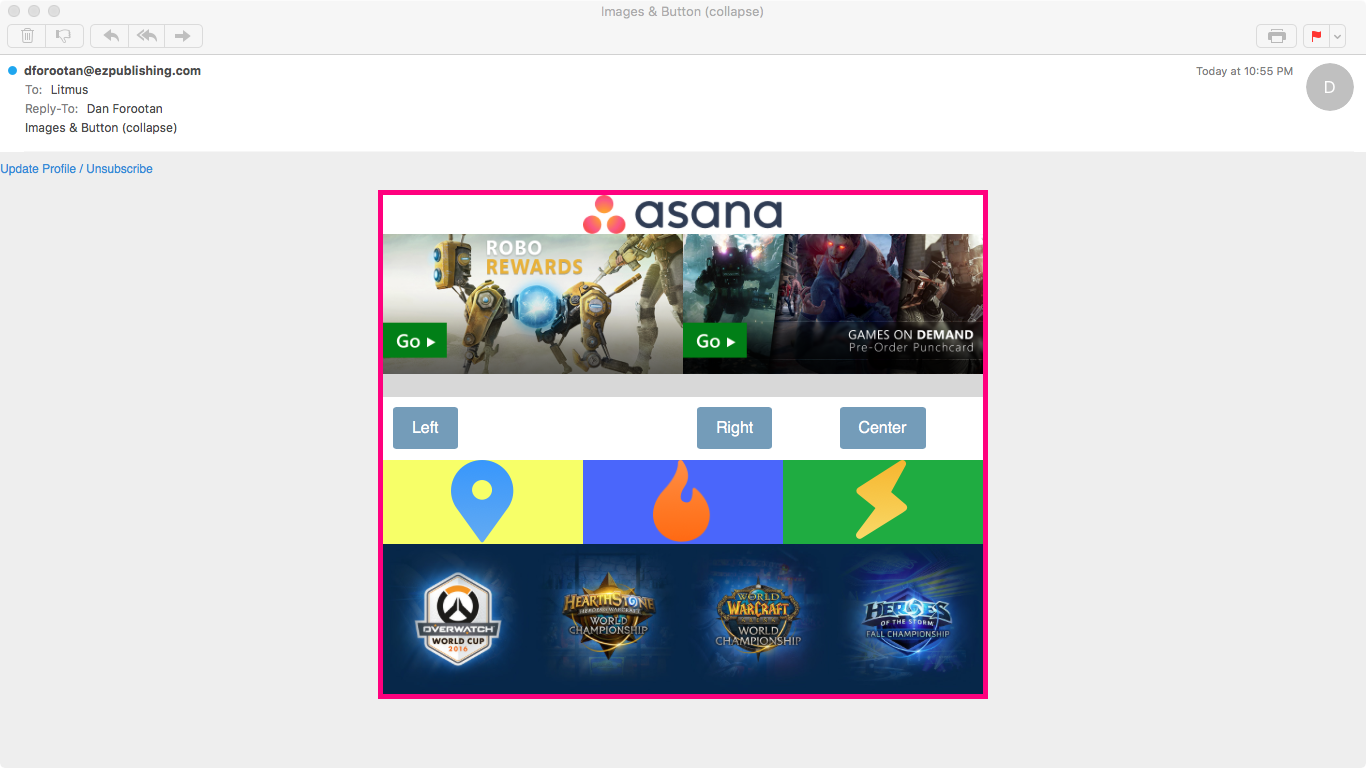 Images & Button (collapse)
dforootan@ezpublishing.com
Today at 10:55 PM
D
To: Litmus
Reply-To: Dan Forootan
Images & Button (collapse)
Update Profile / Unsubscribe
asana
ROBO
REWARDS
Go
Go
GAMES ON DEMAND
Pre-Order Punchcard
Left
Right
Center
OVERWATCH
WORLD CUP
2016
HEARTHSTONE
HEROES OF WARCRAFT
WORLD
CHAMPIONSHIP
WORLD
WARCRAFT
WORLD
CHAMPIONSHIP
HEROES
OF THE STORM
FALL CHAMPIONSHIP